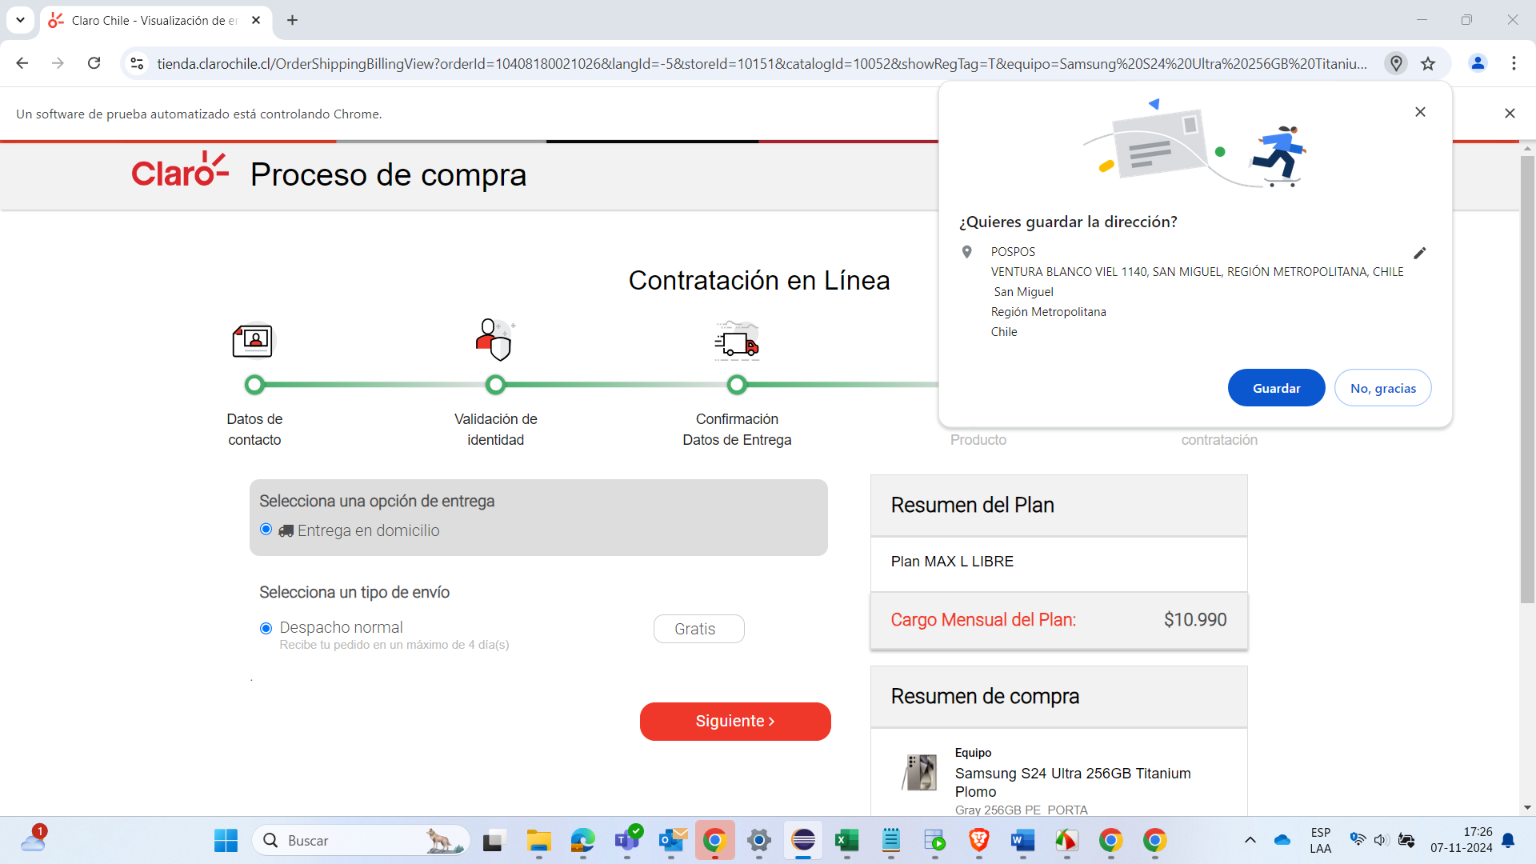 Claro Chile - Visualización de en
tienda.clarochile.cl/OrderShippingBillingView?orderId=10408180021026&langId=-5&storeId=10151&catalogId=10052&showRegTag=T&equipo=Samsung%20S24%20Ultra%20256GB%20Titaniu...
Un software de prueba automatizado está controlando Chrome.
Claro
Proceso de compra
¿Quieres guardar la dirección?
POSPOS
VENTURA BLANCO VIEL 1140, SAN MIGUEL, REGIÓN METROPOLITANA, CHILE
San Miguel
Región Metropolitana
Chile
Guardar
No, gracias
Contratación en Línea
Datos de
contacto
Validación de
identidad
Confirmación
Datos de Entrega
Producto
contratación
Selecciona una opción de entrega
Entrega en domicilio
Selecciona un tipo de envío
Despacho normal
Gratis
Recibe tu pedido en un máximo de 4 día(s)
.
Siguiente ›
Resumen del Plan
Plan MAX L LIBRE
Cargo Mensual del Plan: $10.990
Resumen de compra
Equipo
Samsung S24 Ultra 256GB Titanium
Plomo
Gray 256GB PE_PORTA
1
Buscar
ESP
LAA
17:26
07-11-2024